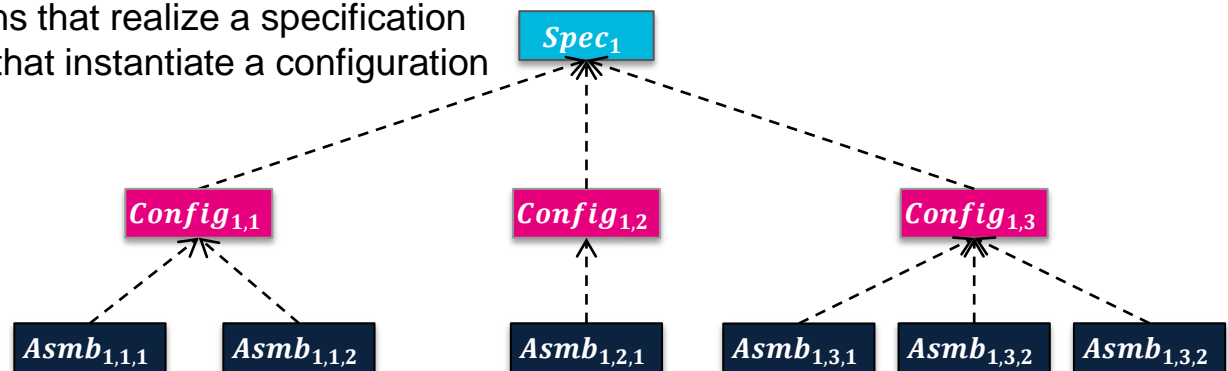 ns that realize a specification
that instantiate a configuration
Spec₁
Config₁,₁ Config₁,₂ Config₁,₃
Asmb₁,₁,₁ Asmb₁,₁,₂ Asmb₁,₂,₁ Asmb₁,₃,₁ Asmb₁,₃,₂ Asmb₁,₃,₂